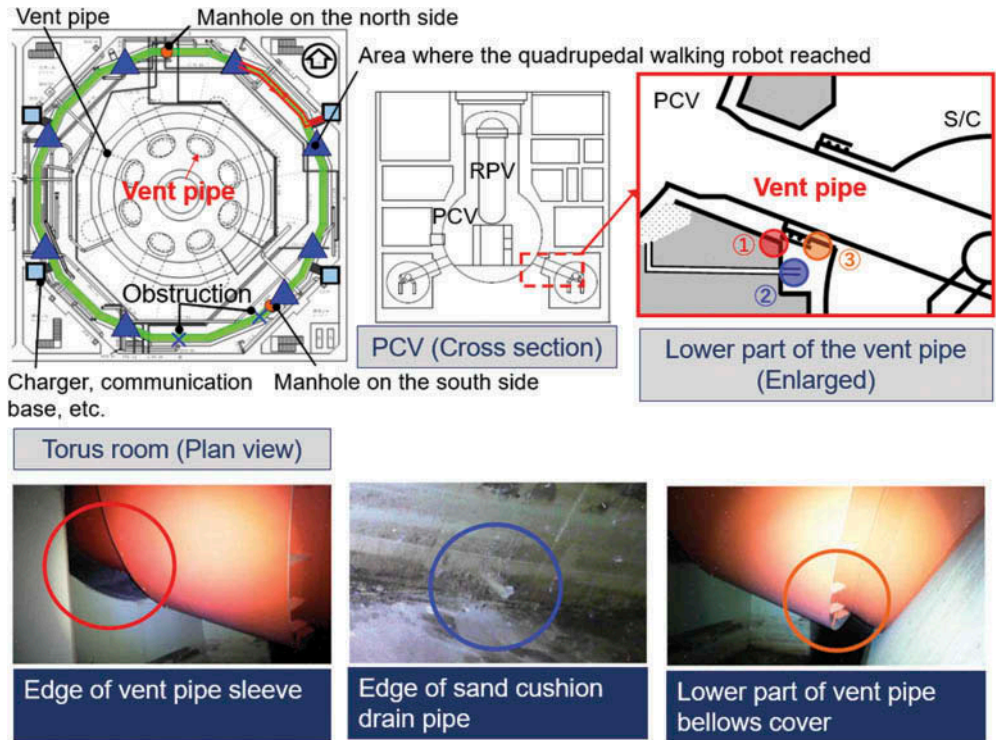 Vent pipe
Manhole on the north side
Area where the quadrupedal walking robot reached
Vent pipe
Obstruction
Charger, communication
base, etc.
Manhole on the south side
Torus room (Plan view)
RPV
PCV
PCV (Cross section)
PCV
S/C
Vent pipe
①
②
③
Lower part of the vent pipe
(Enlarged)
Edge of vent pipe sleeve
Edge of sand cushion
drain pipe
Lower part of vent pipe
bellows cover